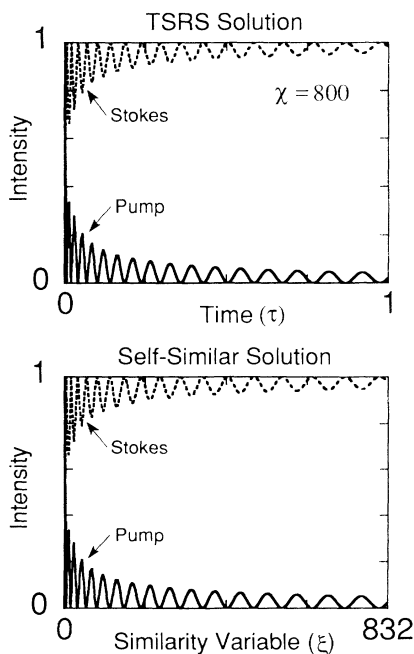 TSRS Solution
1
χ = 800
Stokes
Intensity
Pump
0
0
1
Time (τ)
Self-Similar Solution
1
Stokes
Intensity
Pump
0
0
832
Similarity Variable (ξ)